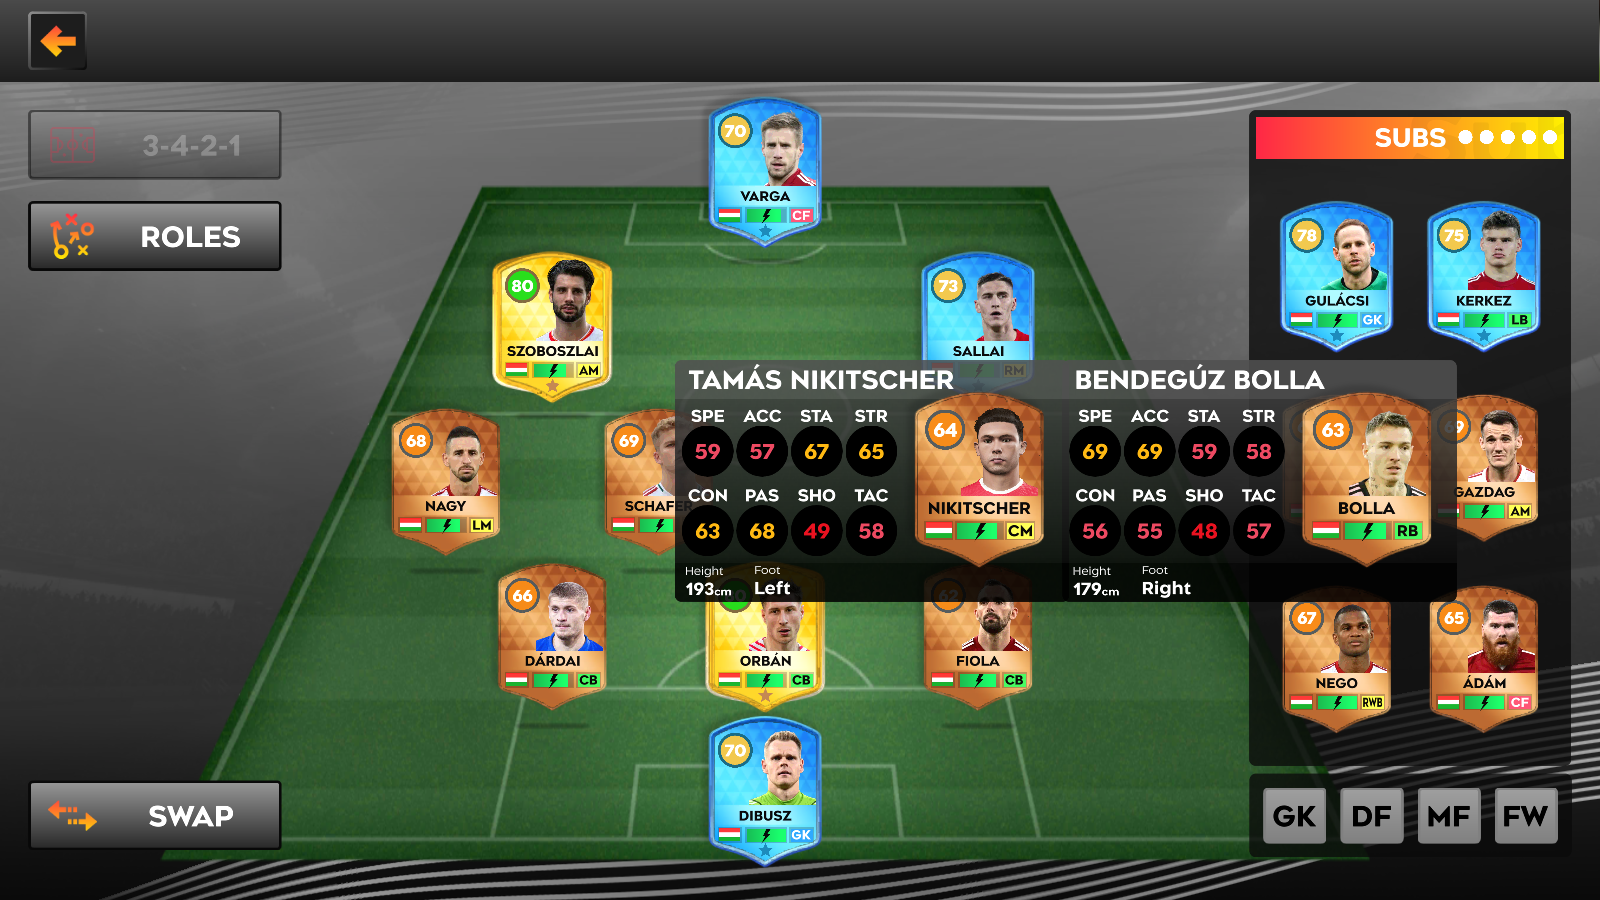 3-4-2-1
ROLES
70
VARGA
CF
80
SZOBOSZLAI
AM
73
SALLAI
RM
SUBS
78
GULÁCSI
GK
75
KERKEZ
LB
68
NAGY
LM
69
SCHAFER
TAMÁS NIKITSCHER
SPE ACC STA STR
59 57 67 65
CON PAS SHO TAC
63 68 49 58
Height Foot
193cm Left
64
NIKITSCHER
CM
BENDEGÚZ BOLLA
SPE ACC STA STR
69 69 59 58
CON PAS SHO TAC
56 55 48 57
Height Foot
179cm Right
63
BOLLA
RB
GAZDAG
AM
66
DÁRDAI
CB
ORBÁN
CB
62
FIOLA
CB
67
NEGO
RWB
65
ÁDÁM
CF
70
DIBUSZ
GK
SWAP
GK DF MF FW